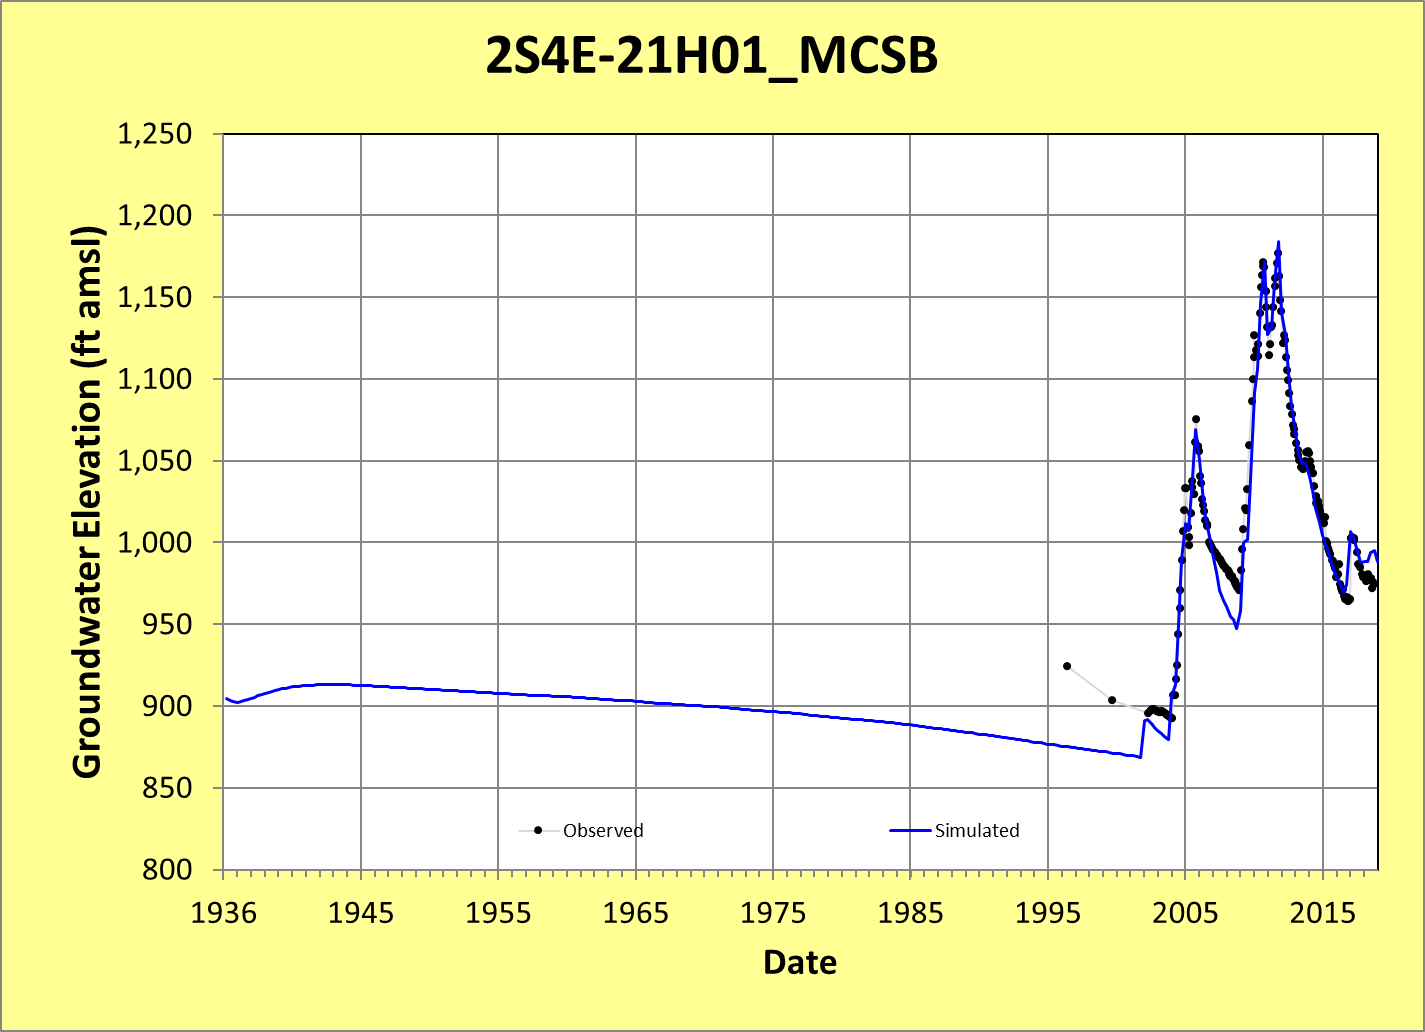 2S4E-21H01_MCSB
Groundwater Elevation (ft amsl)
1,250
1,200
1,150
1,100
1,050
1,000
950
900
850
800
Observed
Simulated
1936 1945 1955 1965 1975 1985 1995 2005 2015
Date